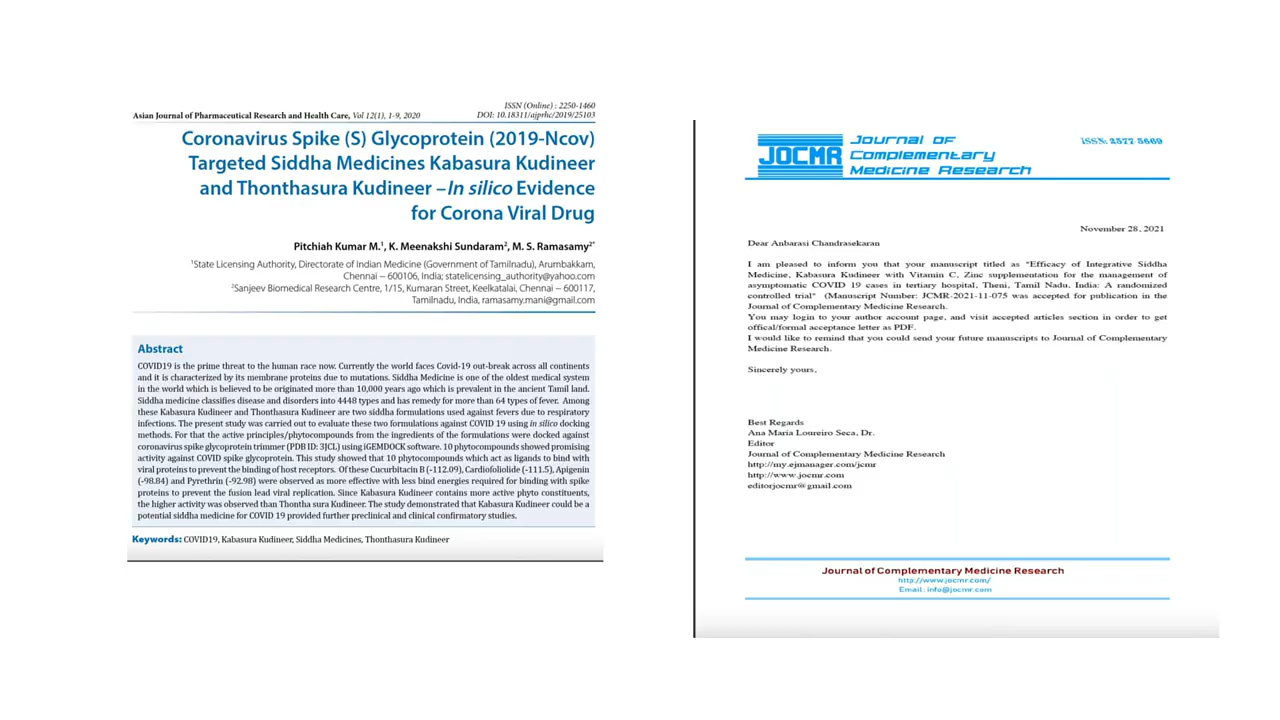 ISSN (Online) : 2250-1460
Asian Journal of Pharmaceutical Research and Health Care, Vol 12(1), 1-9, 2020
DOI: 10.18311/ajprhc/2019/25103
Coronavirus Spike (S) Glycoprotein (2019-Ncov)
Targeted Siddha Medicines Kabasura Kudineer
and Thonthasura Kudineer –In silico Evidence
for Corona Viral Drug
Pitchiah Kumar M.¹, K. Meenakshi Sundaram², M. S. Ramasamy²*
¹State Licensing Authority, Directorate of Indian Medicine (Government of Tamilnadu), Arumbakkam,
Chennai – 600106, India; statelicensing_authority@yahoo.com
²Sanjeev Biomedical Research Centre, 1/15, Kumaran Street, Keelkatalai, Chennai – 600117,
Tamilnadu, India, ramasamy.mani@gmail.com
Abstract
COVID19 is the prime threat to the human race now. Currently the world faces Covid-19 out-break across all continents
and it is characterized by its membrane proteins due to mutations. Siddha Medicine is one of the oldest medical system
in the world which is believed to be originated more than 10,000 years ago which is prevalent in the ancient Tamil land.
Siddha medicine classifies disease and disorders into 4448 types and has remedy for more than 64 types of fever. Among
these Kabasura Kudineer and Thonthasura Kudineer are two siddha formulations used against fevers due to respiratory
infections. The present study was carried out to evaluate these two formulations against COVID 19 using in silico docking
methods. For that the active principles/phytocompounds from the ingredients of the formulations were docked against
coronavirus spike glycoprotein trimmer (PDB ID: 3JCL) using iGEMDOCK software. 10 phytocompounds showed promising
activity against COVID spike glycoprotein. This study showed that 10 phytocompounds which act as ligands to bind with
viral proteins to prevent the binding of host receptors. Of these Cucurbitacin B (-112.09), Cardiofoliolide (-111.5), Apigenin
(-98.84) and Pyrethrin (-92.98) were observed as more effective with less bind energies required for binding with spike
proteins to prevent the fusion lead viral replication. Since Kabasura Kudineer contains more active phyto constituents,
the higher activity was observed than Thontha sura Kudineer. The study demonstrated that Kabasura Kudineer could be a
potential siddha medicine for COVID 19 provided further preclinical and clinical confirmatory studies.
Keywords: COVID19, Kabasura Kudineer, Siddha Medicines, Thonthasura Kudineer
JOCMR
Journal of
Complementary
Medicine Research
ISSN: 2577-5669
November 28, 2021
Dear Anbarasi Chandrasekaran
I am pleased to inform you that your manuscript titled as "Efficacy of Integrative Siddha
Medicine, Kabasura Kudineer with Vitamin C, Zinc supplementation for the management of
asymptomatic COVID 19 cases in tertiary hospital, Theni, Tamil Nadu. India: A randomized
controlled trial" (Manuscript Number: JCMR-2021-11-075 was accepted for publication in the
Journal of Complementary Medicine Research.
You may login to your author account page, and visit accepted articles section in order to get
offical/formal acceptance letter as PDF.
I would like to remind that you could send your future manuscripts to Journal of Complementary
Medicine Research.
Sincerely yours,
Best Regards
Ana Maria Loureiro Seca, Dr.
Editor
Journal of Complementary Medicine Research
http://my.ejmanager.com/jcmr
http://www.jocmr.com
editorjocmr@gmail.com
Journal of Complementary Medicine Research
http://www.jocmr.com/
Email: info@jocmr.com